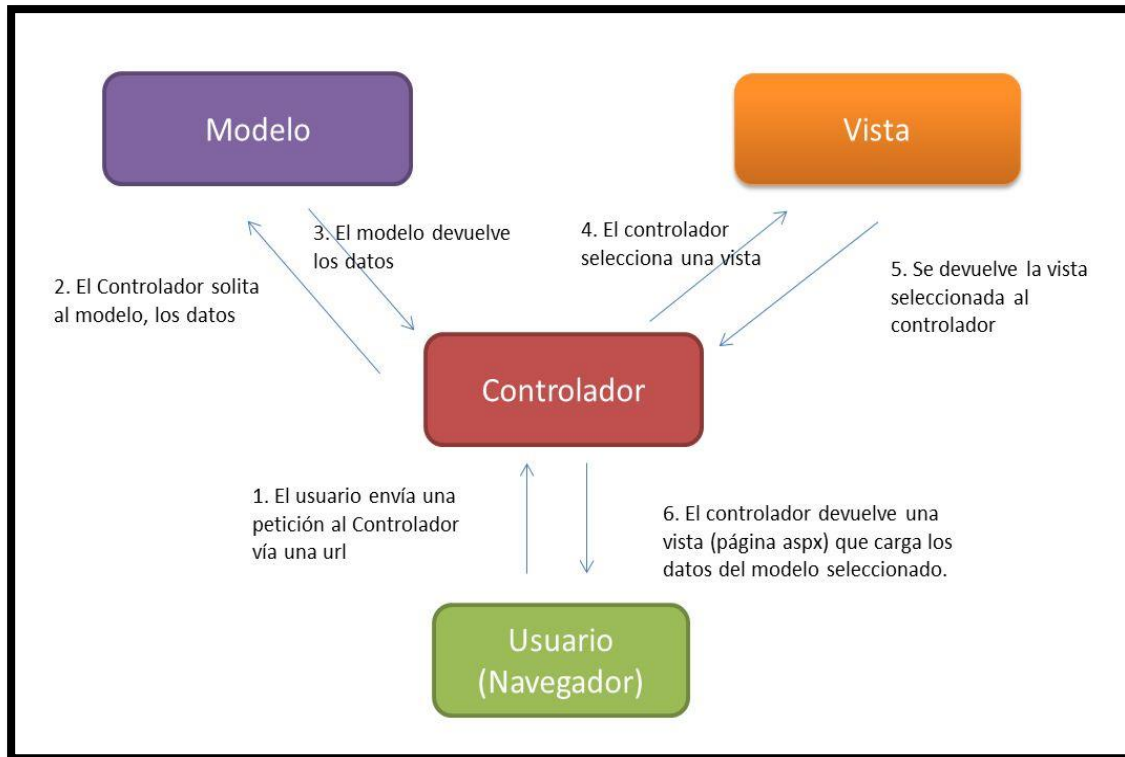 Modelo
Vista
3. El modelo devuelve
los datos
4. El controlador
selecciona una vista
2. El Controlador solita
al modelo, los datos
5. Se devuelve la vista
seleccionada al
controlador
Controlador
1. El usuario envía una
petición al Controlador
vía una url
6. El controlador devuelve una
vista (página aspx) que carga los
datos del modelo seleccionado.
Usuario
(Navegador)